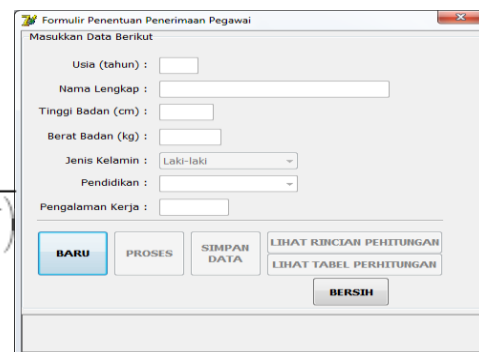 Formulir Penentuan Penerimaan Pegawai
Masukkan Data Berikut
Usia (tahun) :
Nama Lengkap :
Tinggi Badan (cm) :
Berat Badan (kg) :
Jenis Kelamin : Laki-laki
Pendidikan :
Pengalaman Kerja :
BARU PROSES SIMPAN DATA
LIHAT RINCIAN PEHITUNGAN
LIHAT TABEL PERHITUNGAN
BERSIH